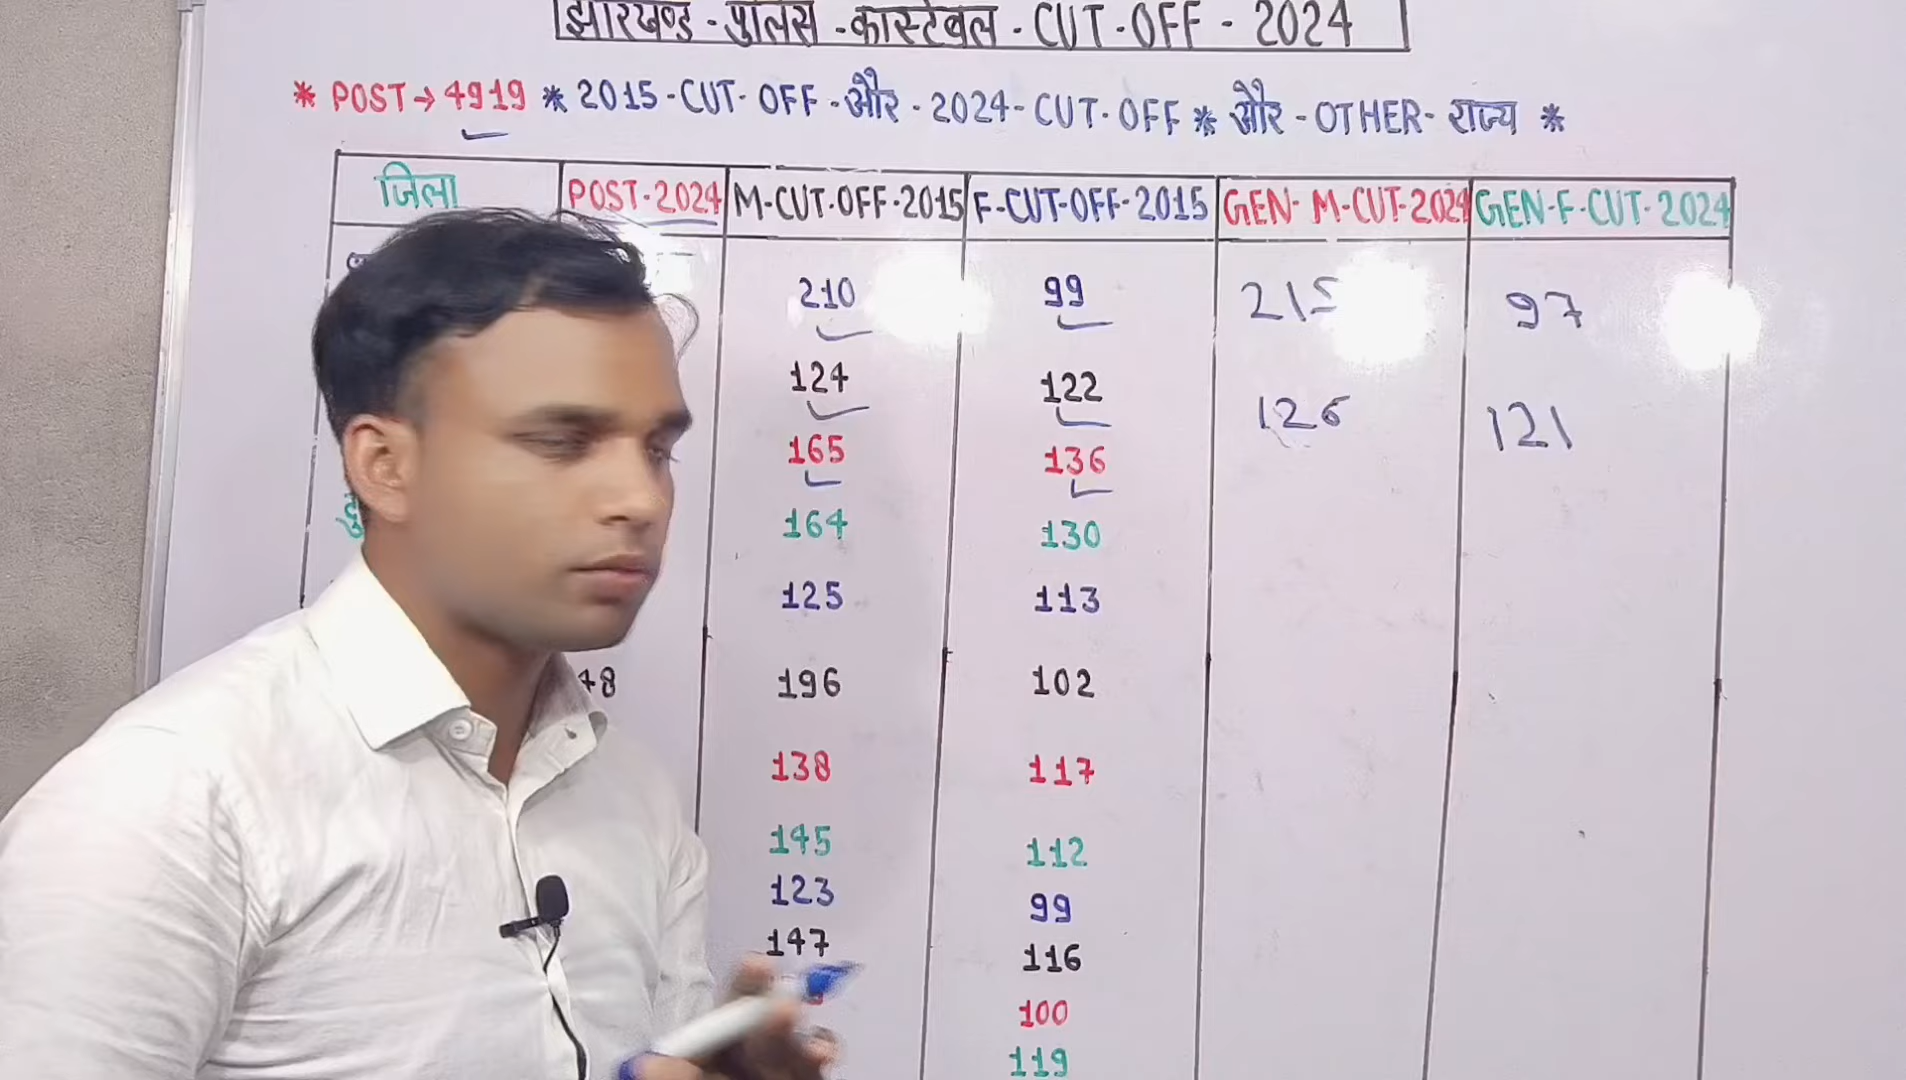 झारखण्ड - पुलिस - कास्टेबल - CUT - OFF - 2024
* POST → 4919 * 2015 - CUT - OFF - और - 2024 - CUT - OFF * और - OTHER - राज्य *
जिला POST-2024 M-CUT-OFF-2015 F-CUT-OFF-2015 GEN-M-CUT-2024 GEN-F-CUT-2024
210 99 215 97
124 122 126 121
165 136
164 130
125 113
196 102
138 117
145 112
123 99
147 116
100
119